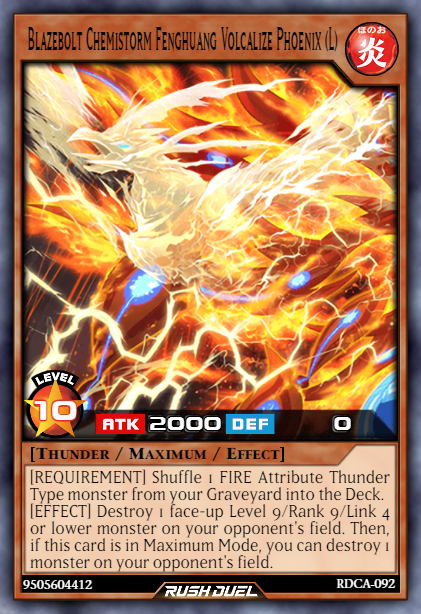 Blazebolt Chemistorm Fenghuang Volcalize Phoenix (L)
ほのお
炎
LEVEL
10
ATK 2000 DEF 0
[Thunder / Maximum / Effect]
[REQUIREMENT] Shuffle 1 FIRE Attribute Thunder
Type monster from your Graveyard into the Deck.
[EFFECT] Destroy 1 face-up Level 9/Rank 9/Link 4
or lower monster on your opponent's field. Then,
if this card is in Maximum Mode, you can destroy 1
monster on your opponent's field.
9505604412
RUSH DUEL
RDCA-092